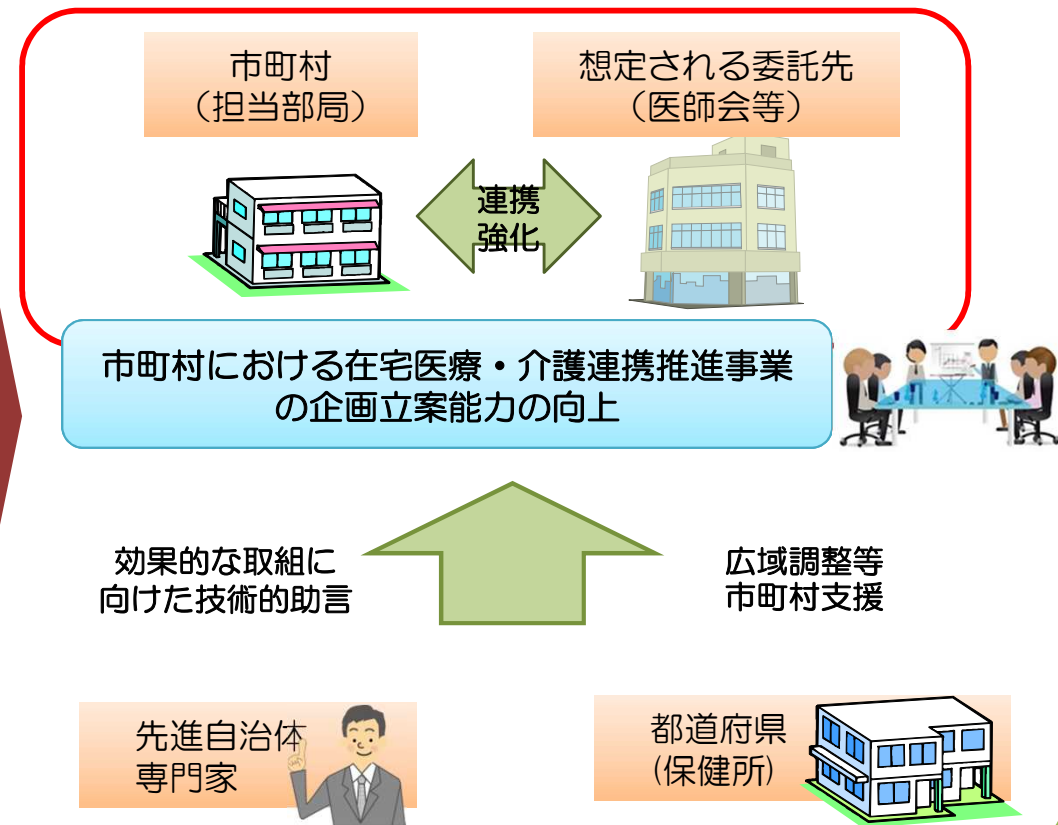 市町村
（担当部局）
想定される委託先
（医師会等）
連携
強化
市町村における在宅医療・介護連携推進事業
の企画立案能力の向上
効果的な取組に
向けた技術的助言
広域調整等
市町村支援
先進自治体
専門家
都道府県
(保健所)